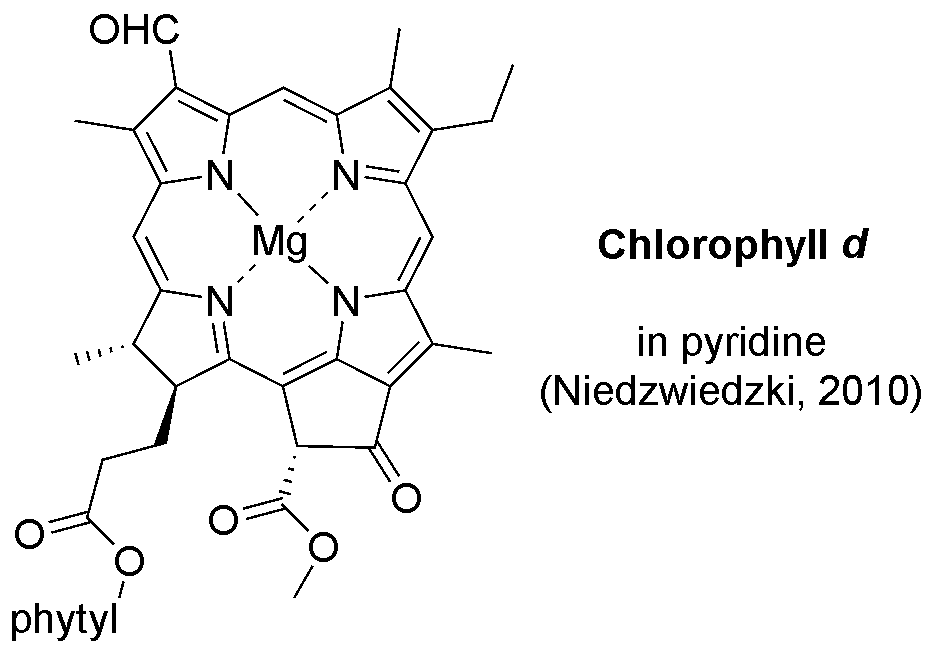 OHC
N
N
Mg
Chlorophyll d
N
N
in pyridine
(Niedzwiedzki, 2010)
O
O
O
O
O
phytyl